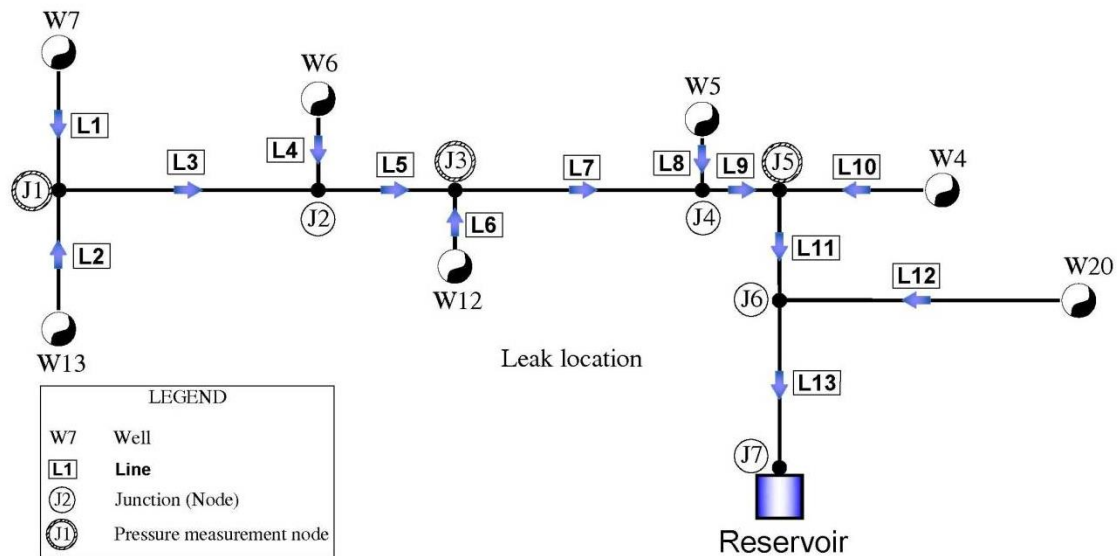 W7
W6
W5
L1
L3
L4
L5
J3
L7
L8
L9
J5
L10
W4
J1
J2
J4
L2
L6
L11
W12
L12
W20
J6
W13
Leak location
L13
LEGEND
W7 Well
L1 Line
J2 Junction (Node)
J1 Pressure measurement node
J7
Reservoir